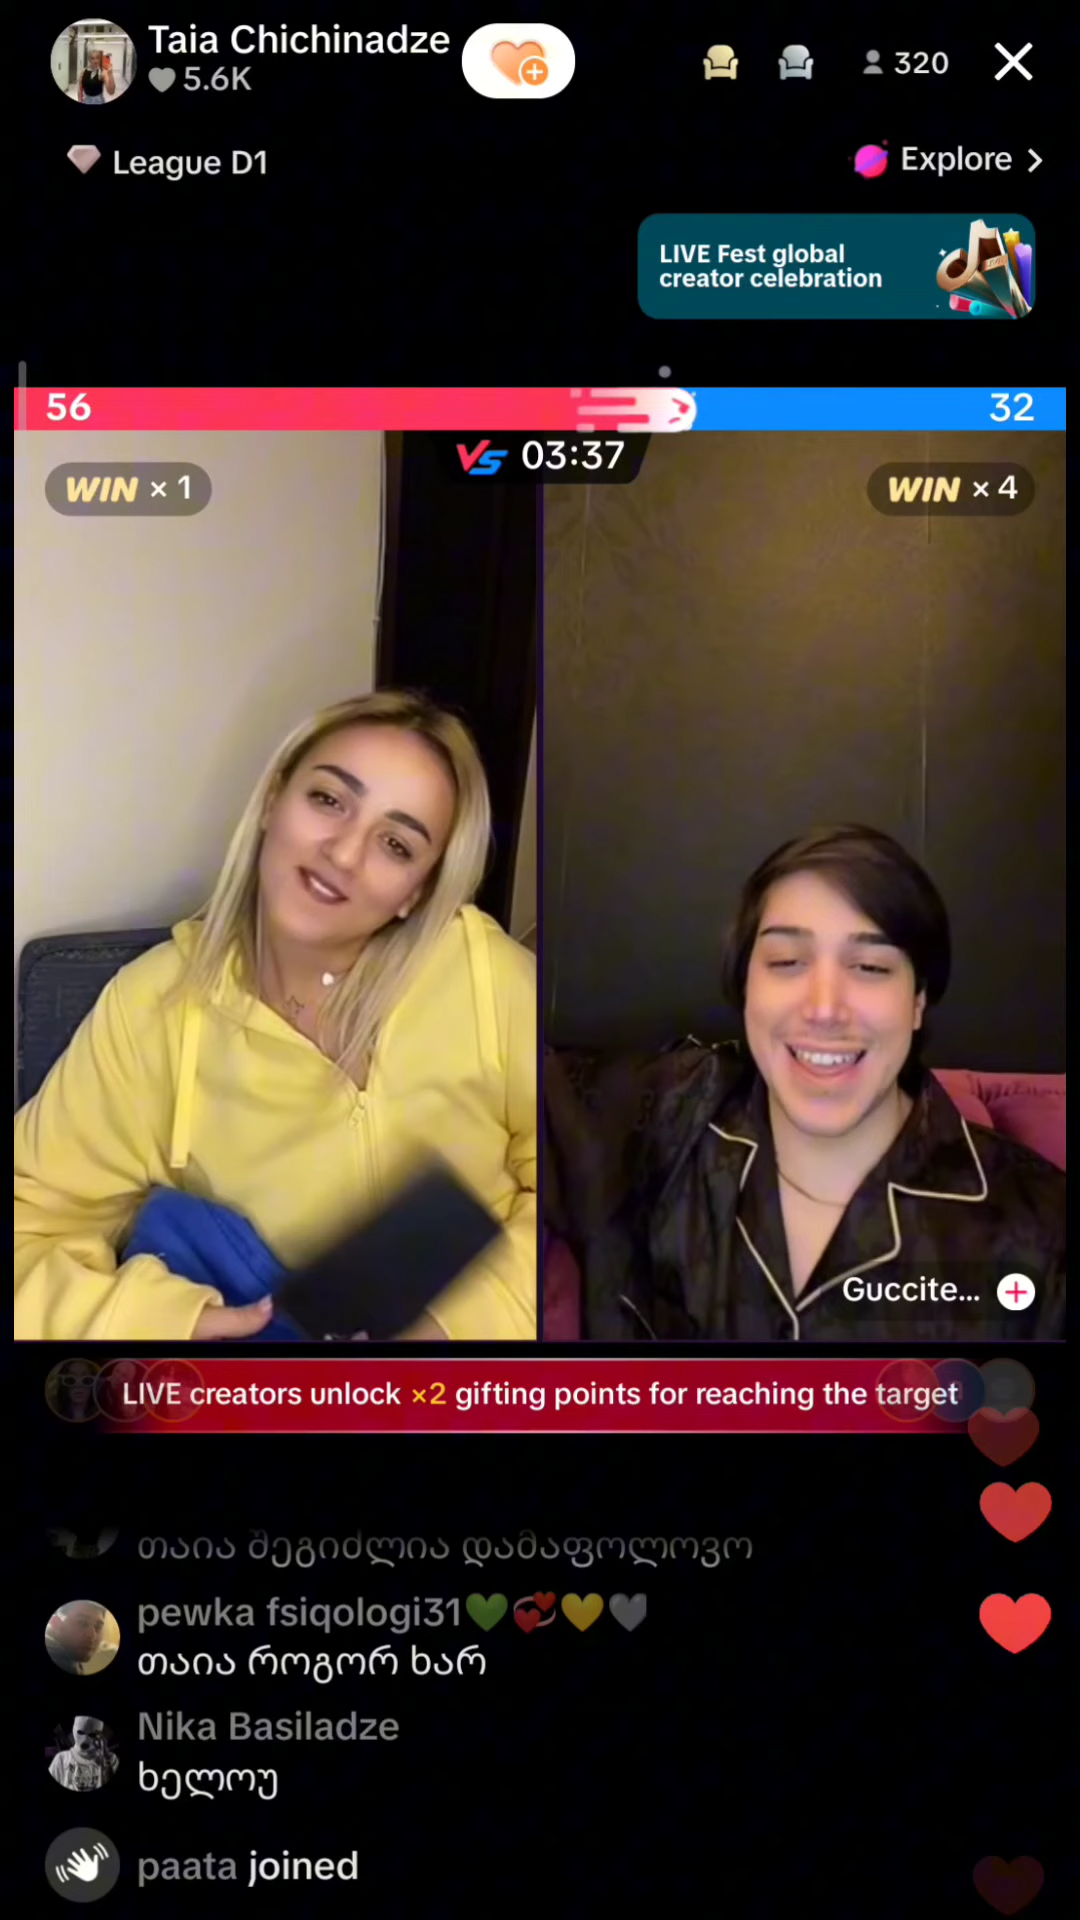 Taia Chichinadze
5.6K
320
League D1
Explore
LIVE Fest global
creator celebration
56
32
VS 03:37
WIN × 1
WIN × 4
Guccite...
LIVE creators unlock ×2 gifting points for reaching the target
თაია შეგიძლია დამაფოლოვო
pewka fsiqologi31💚💞💛🩶
თაია როგორ ხარ
Nika Basiladze
ხელოუ
paata joined